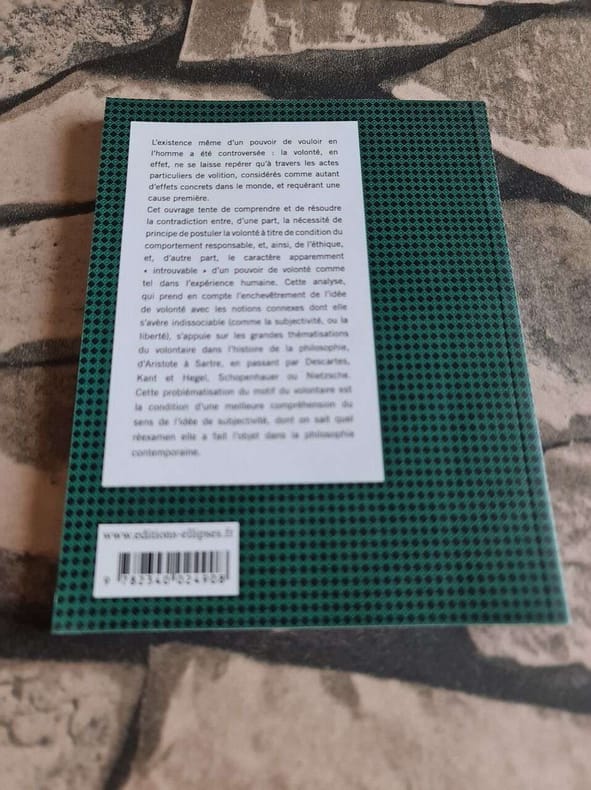 L'existence même d'un pouvoir de vouloir en
l'homme a été controversée : la volonté, en
effet, ne se laisse repérer qu'à travers les actes
particuliers de volition, considérés comme autant
d'effets concrets dans le monde, et requérant une
cause première.
Cet ouvrage tente de comprendre et de résoudre
la contradiction entre, d'une part, la nécessité de
principe de postuler la volonté à titre de condition du
comportement responsable, et, ainsi, de l'éthique,
et, d'autre part, le caractère apparemment
« introuvable » d'un pouvoir de volonté comme
tel dans l'expérience humaine. Cette analyse,
qui prend en compte l'enchevêtrement de l'idée
de volonté avec les notions connexes dont elle
s'avère indissociable (comme la subjectivité, ou la
liberté), s'appuie sur les grandes thématisations
du volontaire dans l'histoire de la philosophie,
d'Aristote à Sartre, en passant par Descartes,
Kant et Hegel, Schopenhauer ou Nietzsche.
Cette problématisation du motif du volontaire est
la condition d'une meilleure compréhension du
sens de l'idée de subjectivité, dont on sait quel
réexamen elle a fait l'objet dans la philosophie
contemporaine.
www.editions-ellipses.fr
9 782340 024908